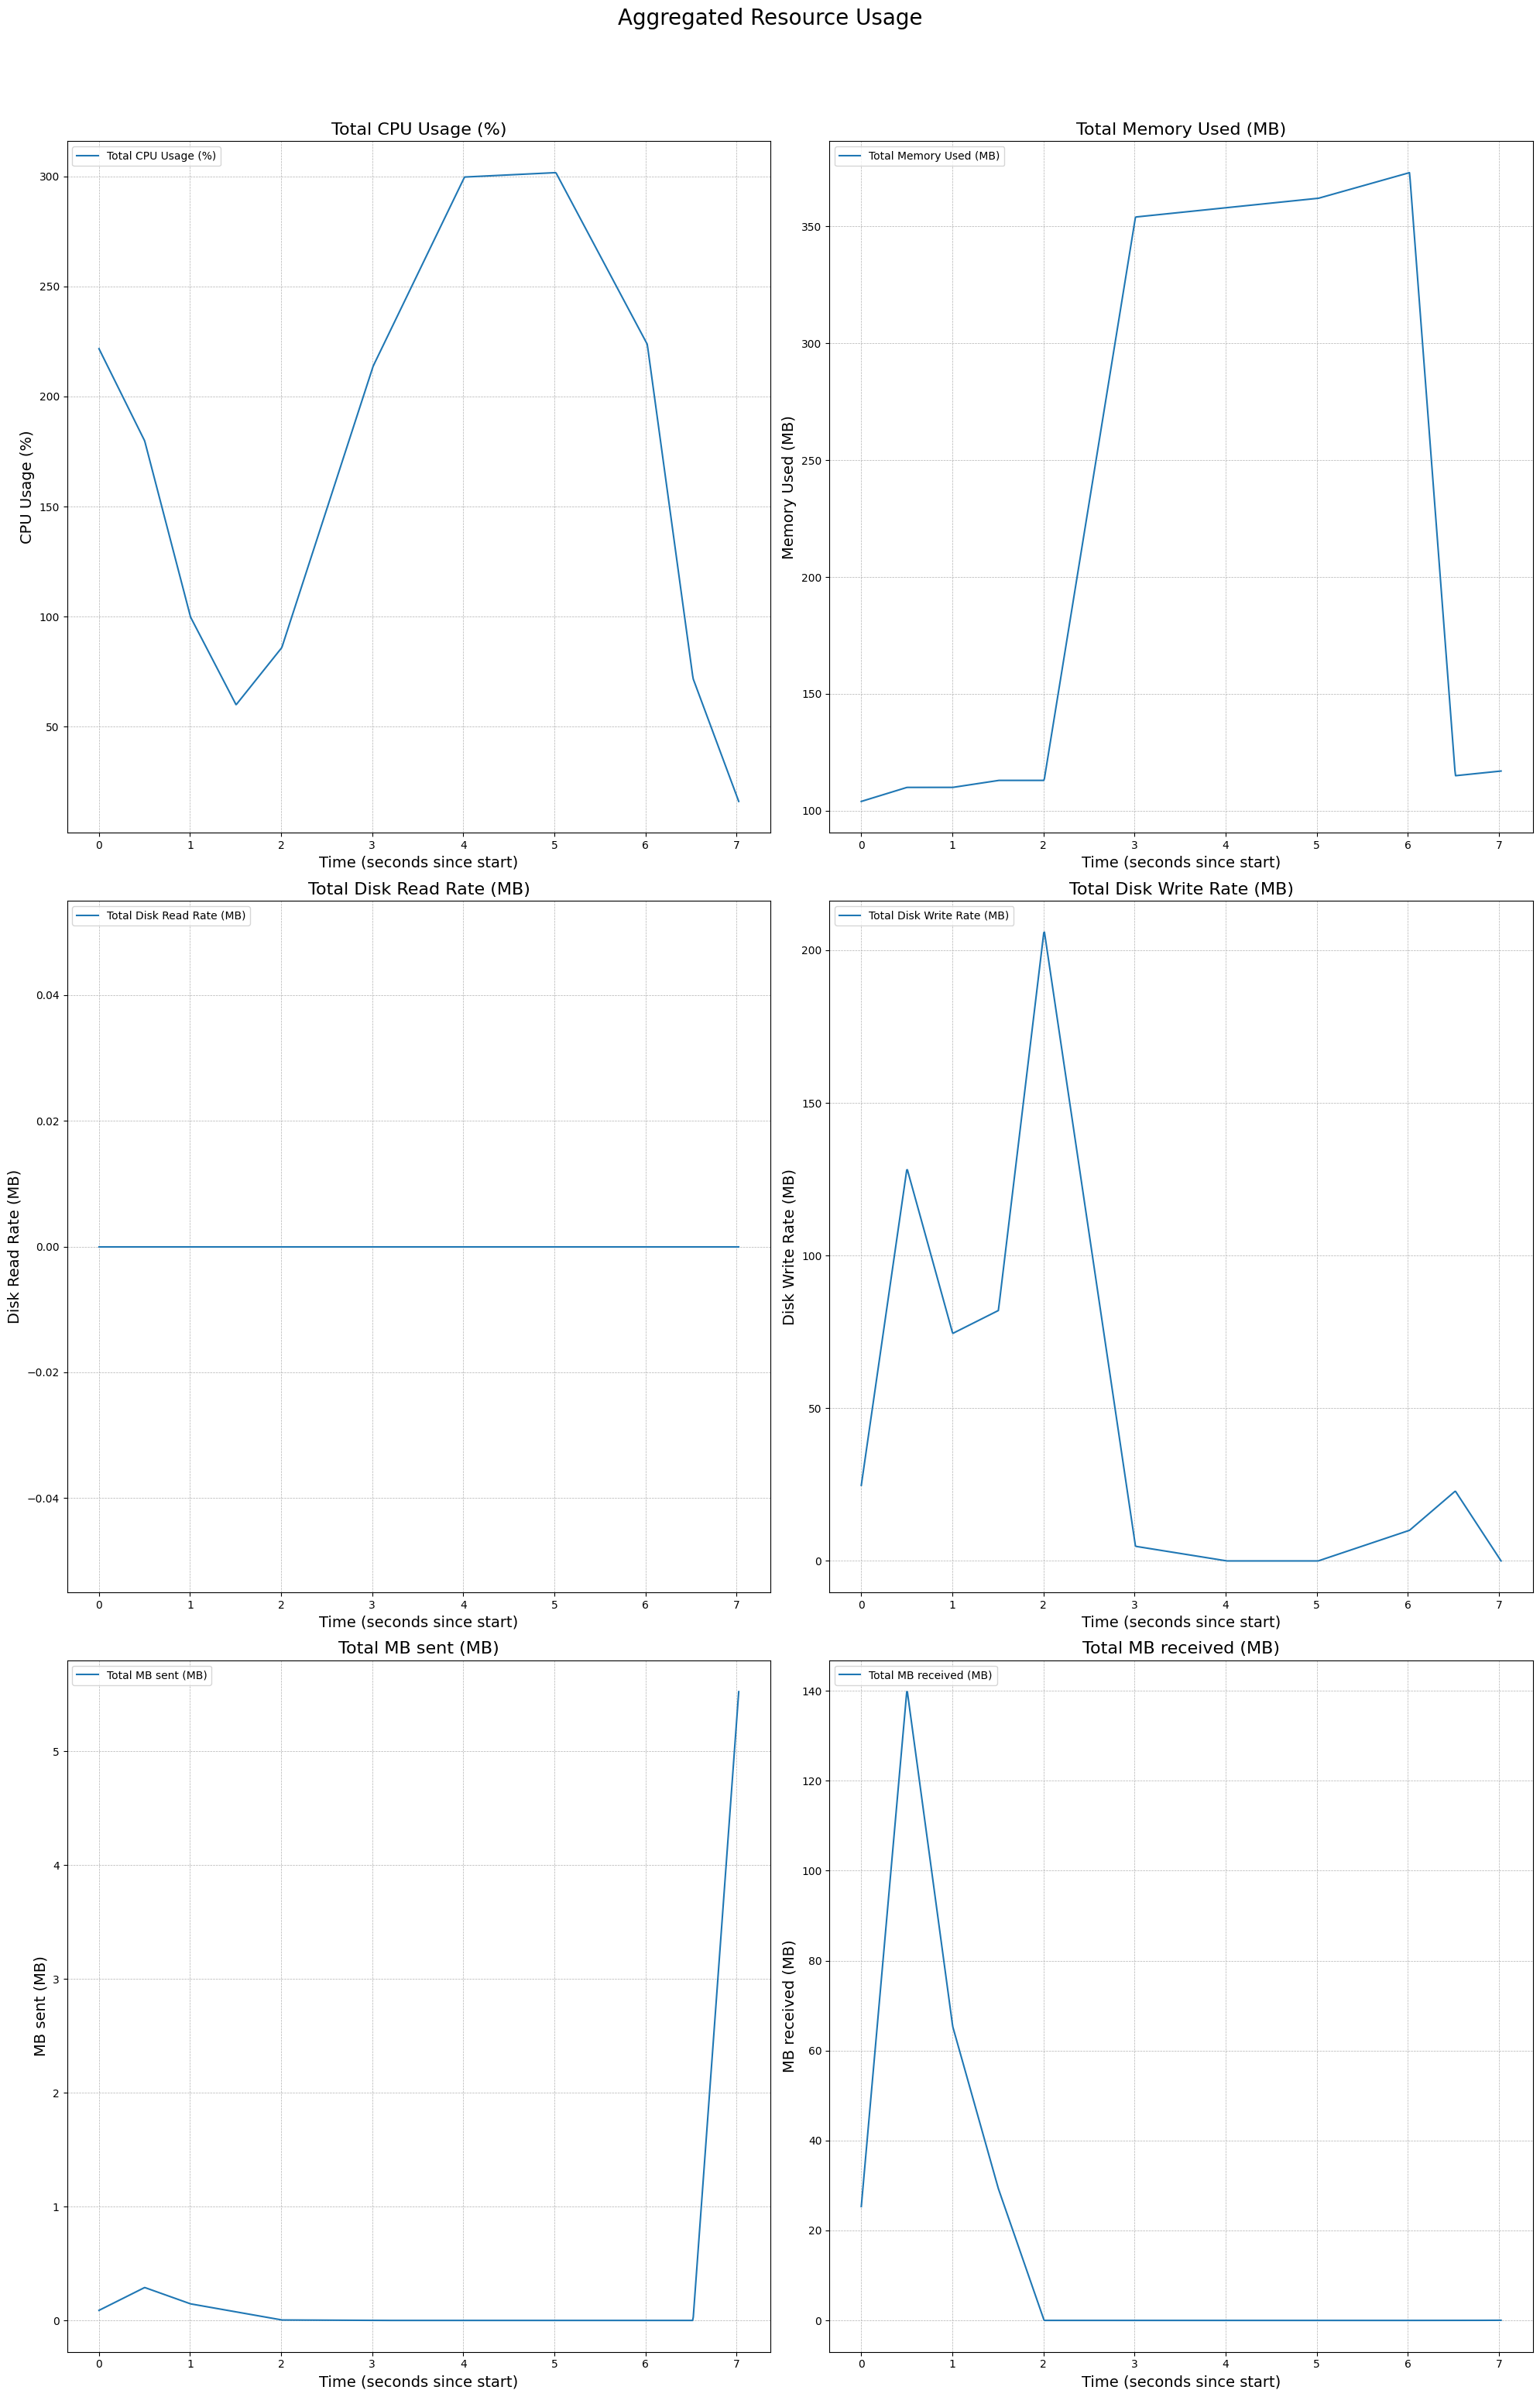 Aggregated Resource Usage
Total CPU Usage (%)
Total CPU Usage (%)
300
250
200
150
100
50
CPU Usage (%)
0 1 2 3 4 5 6 7
Time (seconds since start)
Total Memory Used (MB)
Total Memory Used (MB)
350
300
250
200
150
100
Memory Used (MB)
0 1 2 3 4 5 6 7
Time (seconds since start)
Total Disk Read Rate (MB)
Total Disk Read Rate (MB)
0.04
0.02
0.00
−0.02
−0.04
Disk Read Rate (MB)
0 1 2 3 4 5 6 7
Time (seconds since start)
Total Disk Write Rate (MB)
Total Disk Write Rate (MB)
200
150
100
50
0
Disk Write Rate (MB)
0 1 2 3 4 5 6 7
Time (seconds since start)
Total MB sent (MB)
Total MB sent (MB)
5
4
3
2
1
0
MB sent (MB)
0 1 2 3 4 5 6 7
Time (seconds since start)
Total MB received (MB)
Total MB received (MB)
140
120
100
80
60
40
20
0
MB received (MB)
0 1 2 3 4 5 6 7
Time (seconds since start)